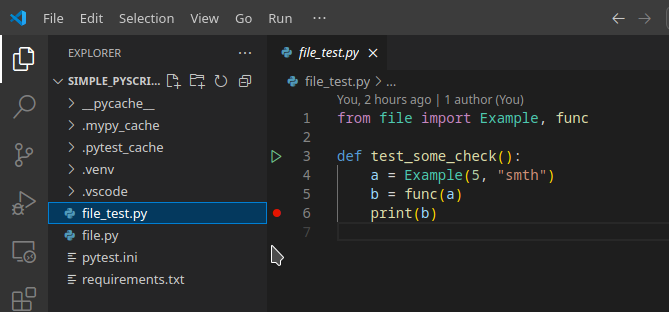 File Edit Selection View Go Run ···
EXPLORER ···
SIMPLE_PYSCRI...
__pycache__
.mypy_cache
.pytest_cache
.venv
.vscode
file_test.py
file.py
pytest.ini
requirements.txt
file_test.py
file_test.py > ...
You, 2 hours ago | 1 author (You)
1 from file import Example, func
2
3 def test_some_check():
4 a = Example(5, "smth")
5 b = func(a)
6 print(b)
7